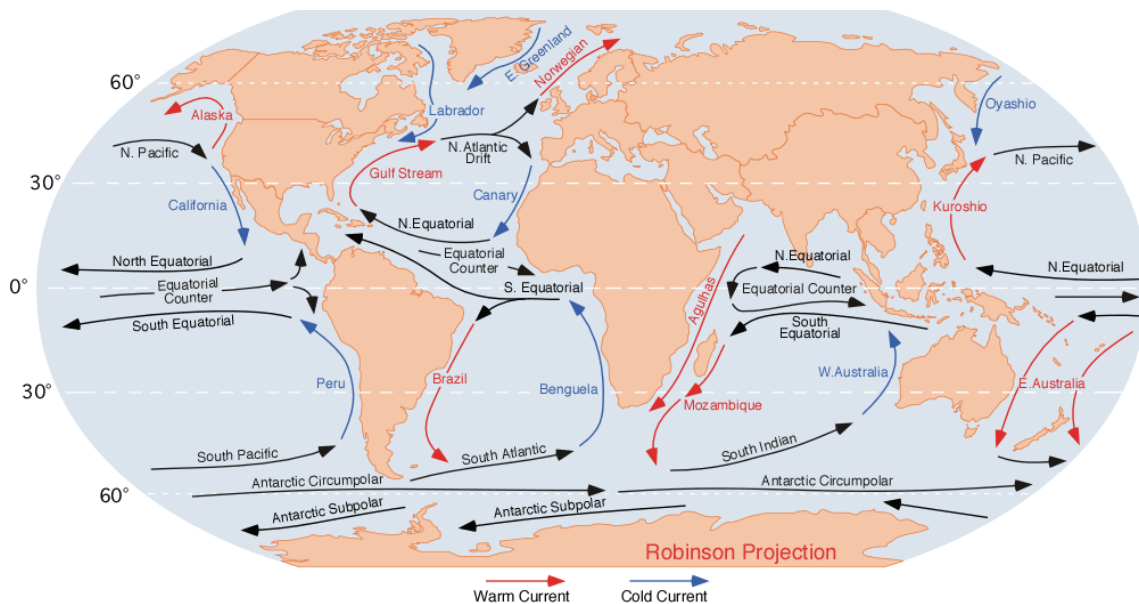 60°
E. Greenland
Norwegian
Labrador
Alaska
Oyashio
N. Pacific
N.Atlantic
Drift
N. Pacific
Gulf Stream
30°
California
Canary
Kuroshio
N.Equatorial
North Equatorial
Equatorial
Counter
N.Equatorial
N.Equatorial
0°
Equatorial
Counter
S. Equatorial
Equatorial Counter
South Equatorial
Agulhas
South
Equatorial
Peru
Brazil
Benguela
W.Australia
E.Australia
30°
Mozambique
South Pacific
South Atlantic
South Indian
Antarctic Circumpolar
Antarctic Circumpolar
60°
Antarctic Subpolar
Antarctic Subpolar
Robinson Projection
Warm Current
Cold Current